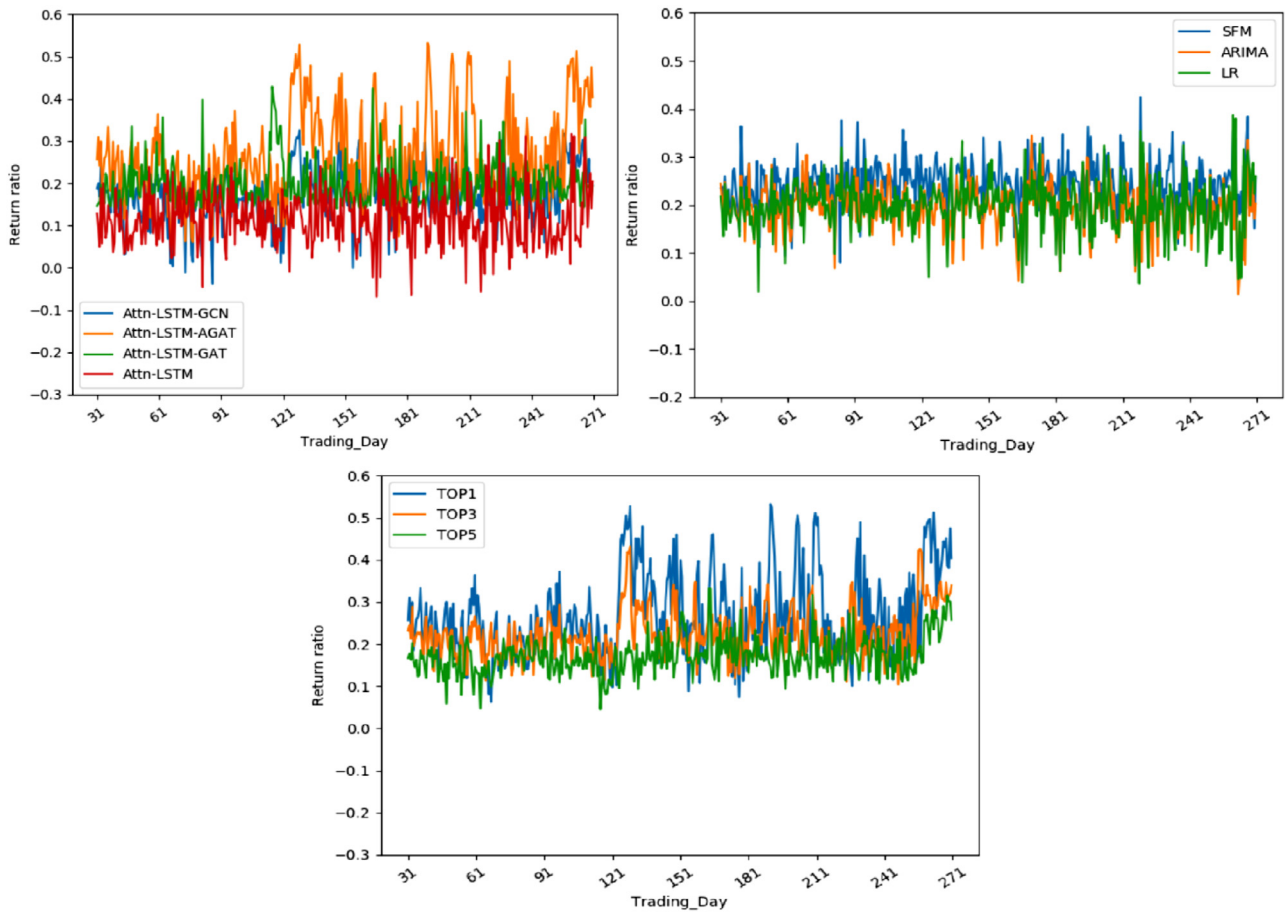 0.6
0.5
0.4
0.3
0.2
0.1
0.0
−0.1
−0.2
−0.3
Return ratio
Attn-LSTM-GCN
Attn-LSTM-AGAT
Attn-LSTM-GAT
Attn-LSTM
31 61 91 121 151 181 211 241 271
Trading_Day
0.6
0.5
0.4
0.3
0.2
0.1
0.0
−0.1
−0.2
Return ratio
SFM
ARIMA
LR
31 61 91 121 151 181 211 241 271
Trading_Day
0.6
0.5
0.4
0.3
0.2
0.1
0.0
−0.1
−0.2
−0.3
Return ratio
TOP1
TOP3
TOP5
31 61 91 121 151 181 211 241 271
Trading_Day